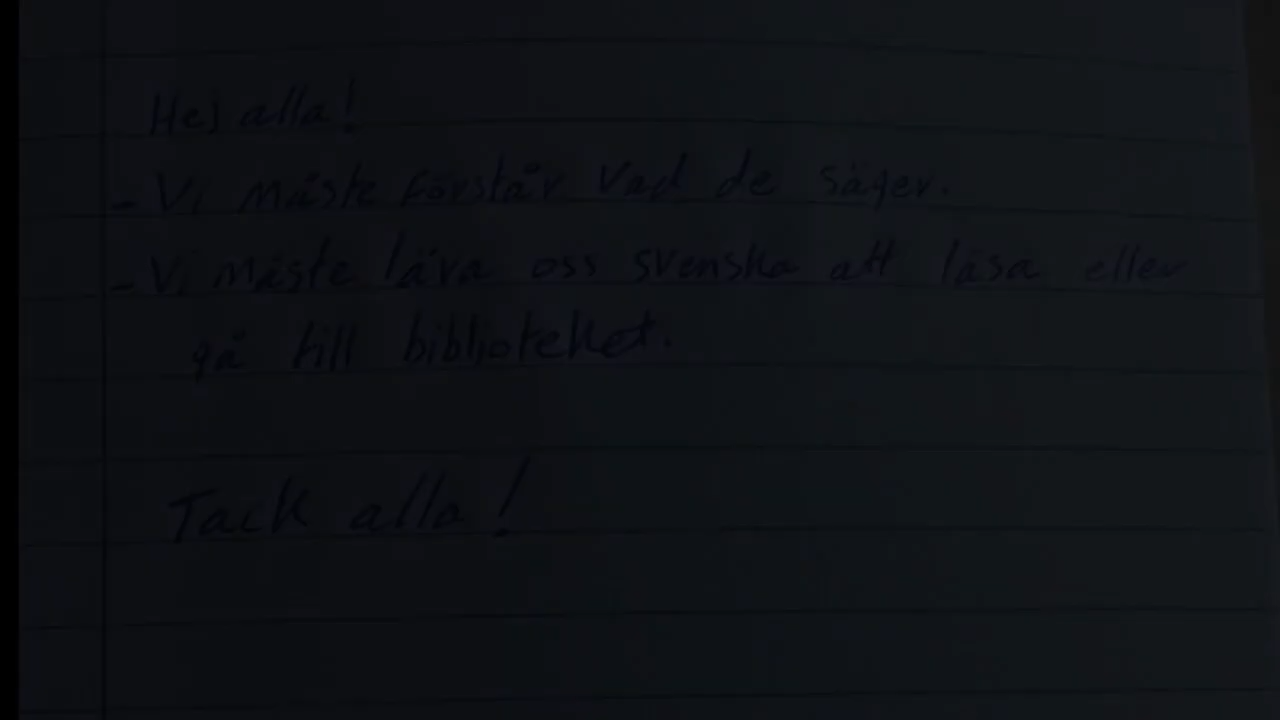 Hej alla!
- Vi måste förstår vad de säger.
- Vi måste lära oss svenska att läsa eller
gå till biblioteket.
Tack alla!